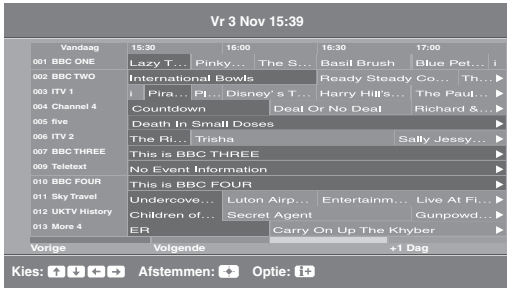 Vr 3 Nov 15:39
Vandaag 15:30 16:00 16:30 17:00
001 BBC ONE Lazy T... Pinky... The S... Basil Brush Blue Pet... i
002 BBC TWO International Bowls Ready Steady Co... Th...
003 ITV 1 i Pira... Pl... Disney's T... Harry Hill's... The Paul...
004 Channel 4 Countdown Deal Or No Deal Richard &...
005 five Death In Small Doses
006 ITV 2 The Ri... Trisha Sally Jessy...
007 BBC THREE This is BBC THREE
009 Teletext No Event Information
010 BBC FOUR This is BBC FOUR
011 Sky Travel Undercove... Luton Airp... Entertainm... Live At Fi...
012 UKTV History Children of... Secret Agent Gunpowd...
013 More 4 ER Carry On Up The Khyber
Vorige Volgende +1 Dag
Kies: Afstemmen: Optie: i+